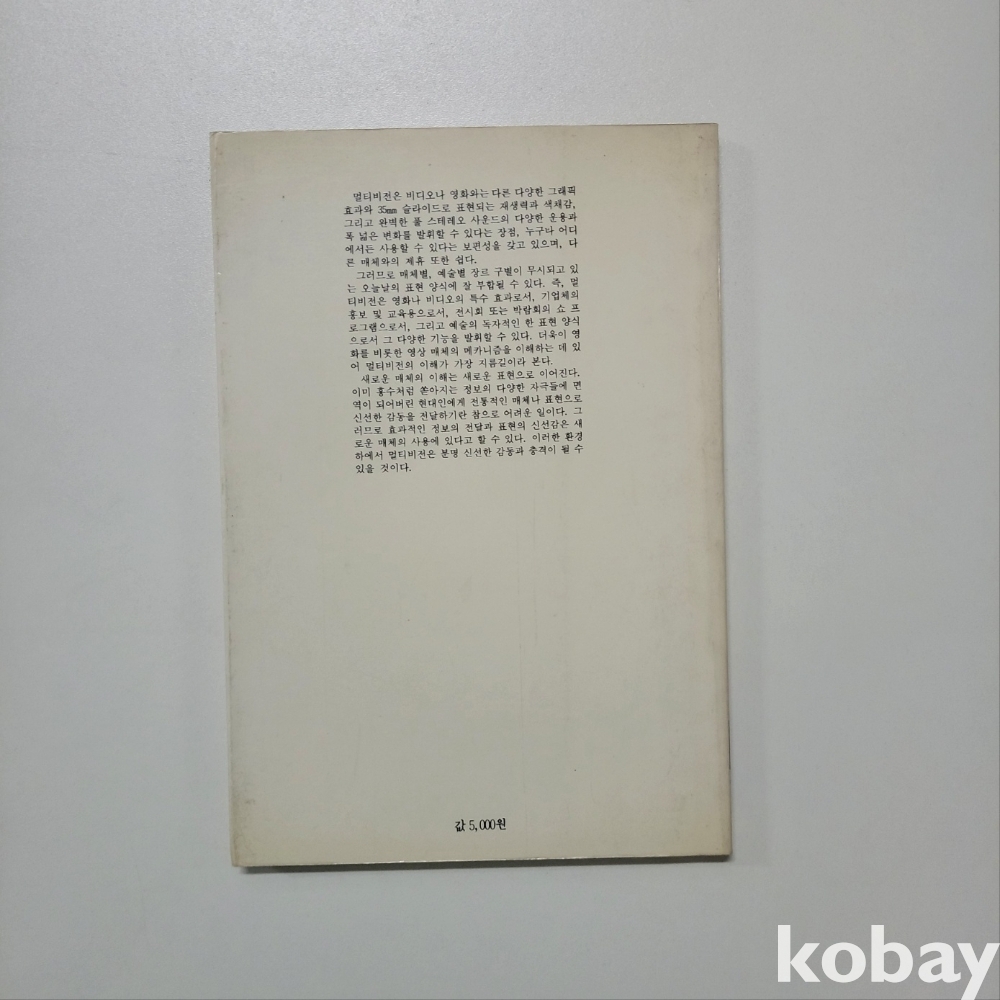 멀티비전은 비디오나 영화와는 다른 다양한 그래픽
효과와 35mm 슬라이드로 표현되는 재생력과 색채감,
그리고 완벽한 풀 스테레오 사운드의 다양한 운용과
폭 넓은 변화를 발휘할 수 있다는 장점, 누구나 어디
에서든 사용할 수 있다는 보편성을 갖고 있으며, 다
른 매체와의 제휴 또한 쉽다.
그러므로 매체별, 예술별 장르 구별이 무시되고 있
는 오늘날의 표현 양식에 잘 부합될 수 있다. 즉, 멀
티비전은 영화나 비디오의 특수 효과로서, 기업체의
홍보 및 교육용으로서, 전시회 또는 박람회의 쇼 프
로그램으로서, 그리고 예술의 독자적인 한 표현 양식
으로서 그 다양한 기능을 발휘할 수 있다. 더욱이 영
화를 비롯한 영상 매체의 메카니즘을 이해하는 데 있
어 멀티비전의 이해가 가장 지름길이라 본다.
새로운 매체의 이해는 새로운 표현으로 이어진다.
이미 홍수처럼 쏟아지는 정보의 다양한 자극들에 면
역이 되어버린 현대인에게 전통적인 매체나 표현으로
신선한 감동을 전달하기란 참으로 어려운 일이다. 그
러므로 효과적인 정보의 전달과 표현의 신선감은 새
로운 매체의 사용에 있다고 할 수 있다. 이러한 환경
하에서 멀티비전은 분명 신선한 감동과 충격이 될 수
있을 것이다.
값 5,000원
kobay